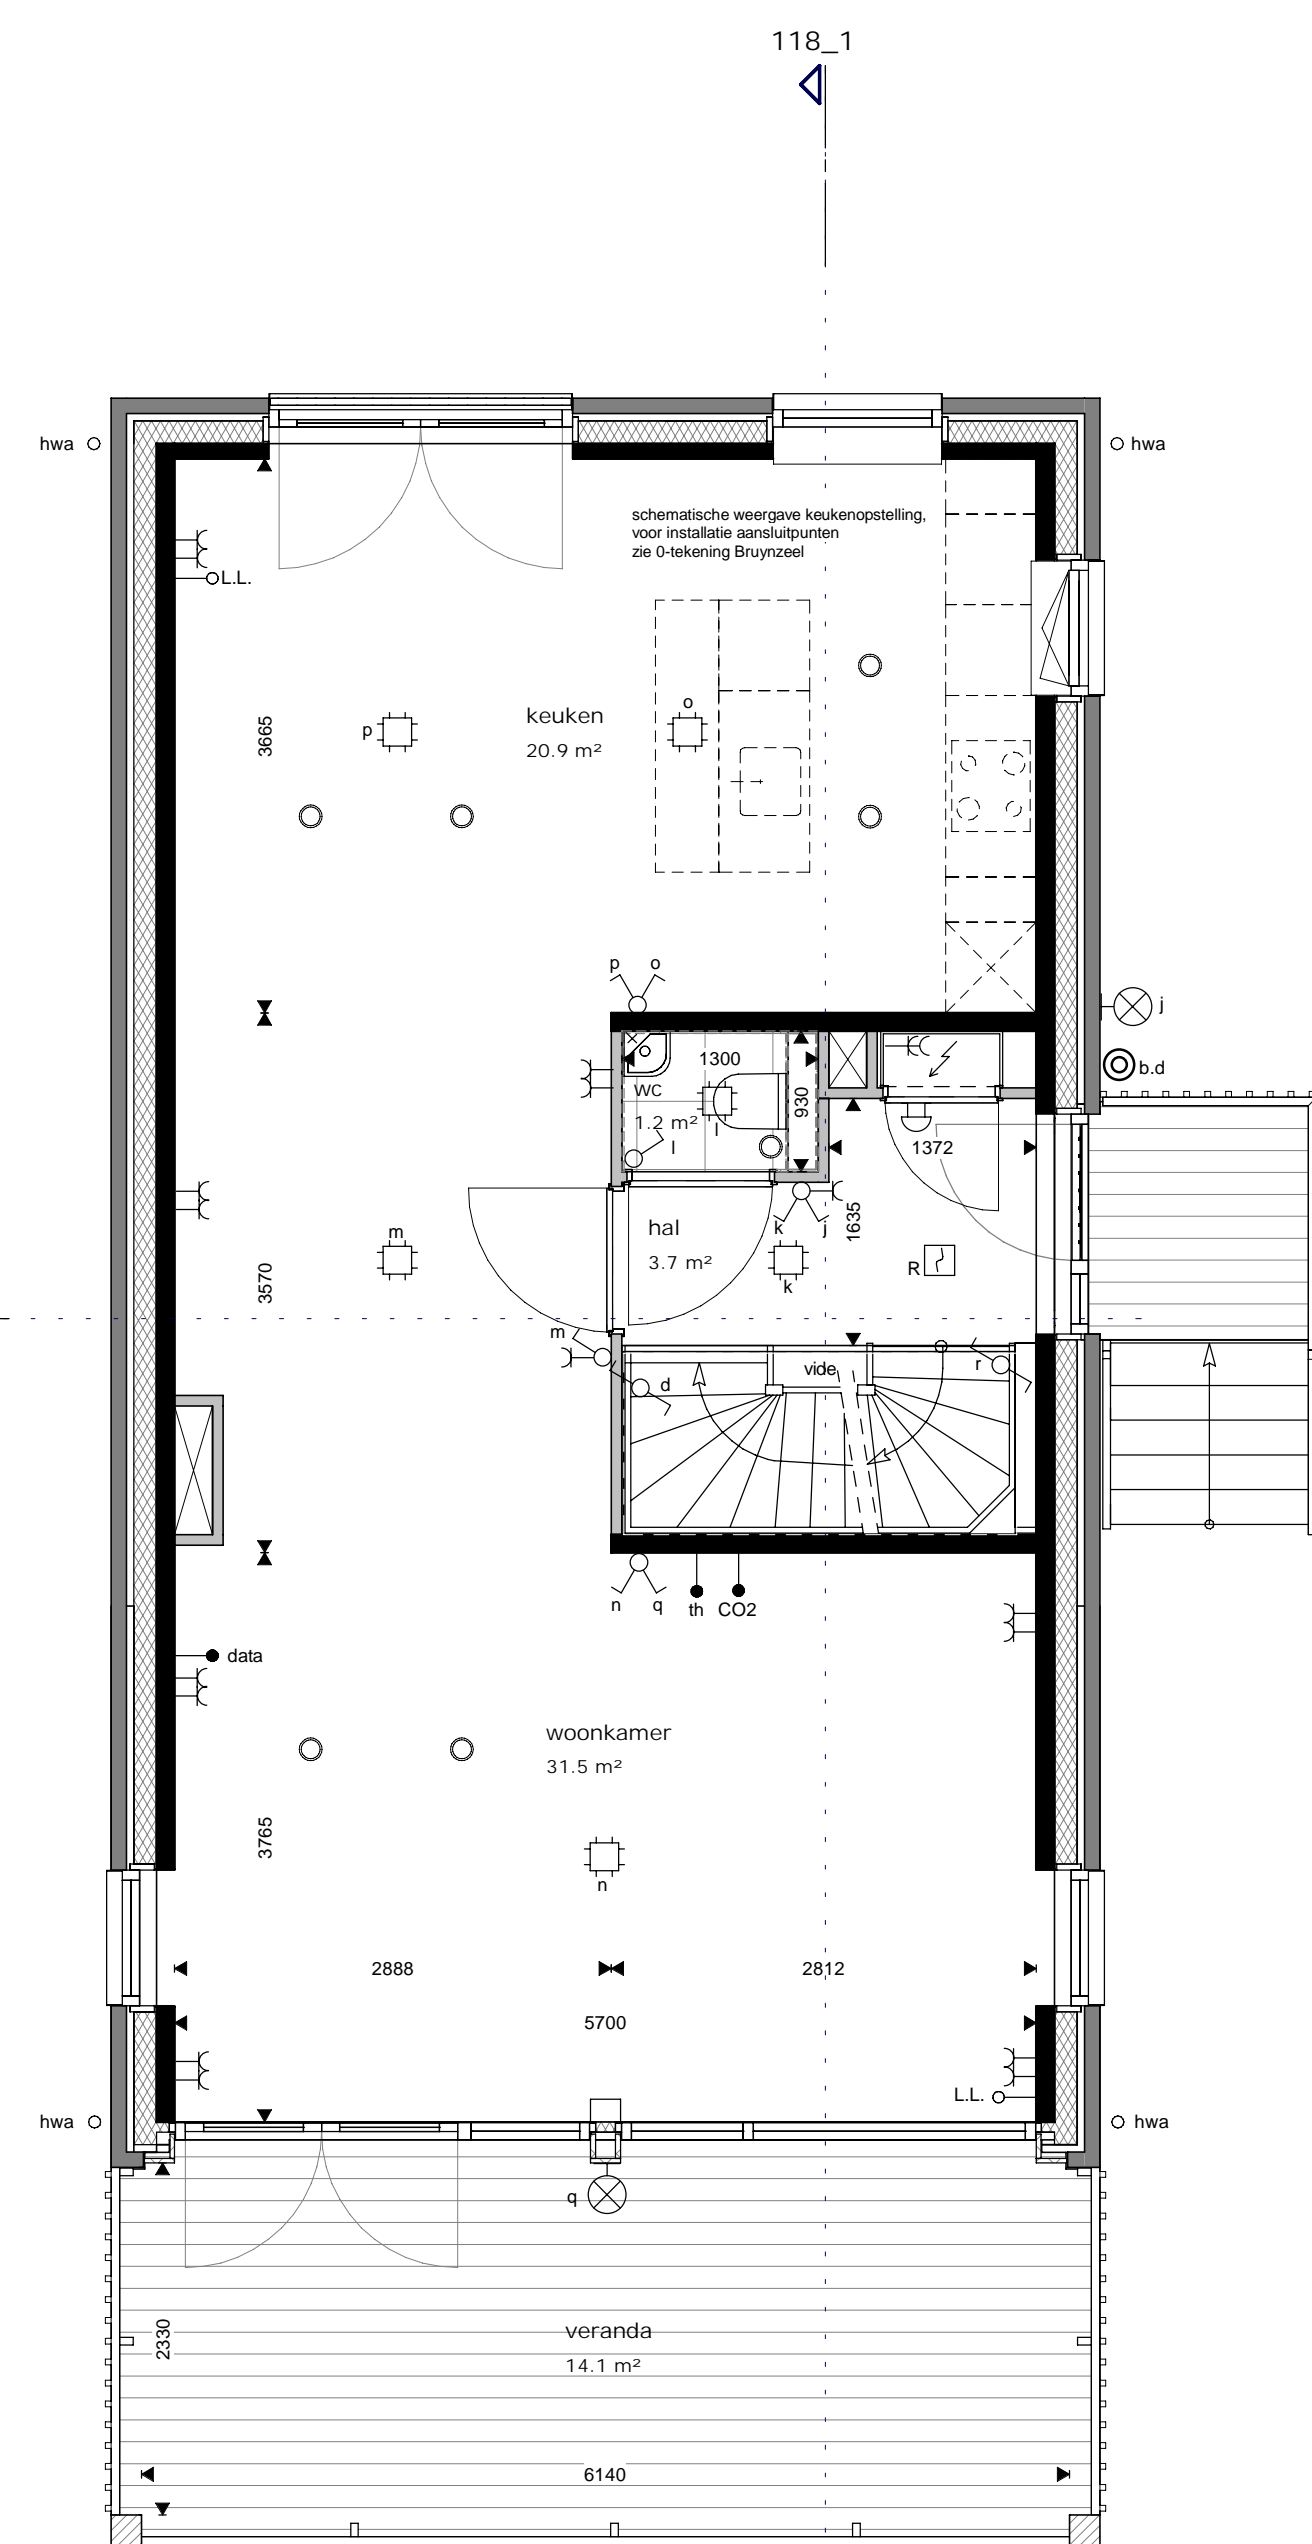 118_1
hwa
hwa
schematische weergave keukenopstelling,
voor installatie aansluitpunten
zie 0-tekening Bruynzeel
L.L.
keuken
20.9 m²
o
p
3665
p o
j
b.d
1300
wc
1.2 m²
l
l
930
1372
hal
3.7 m²
k j
1635
m
k
R
3570
m
d
vide
r
n q th CO2
data
woonkamer
31.5 m²
3765
n
2888
2812
5700
L.L.
hwa
hwa
q
veranda
14.1 m²
2330
6140